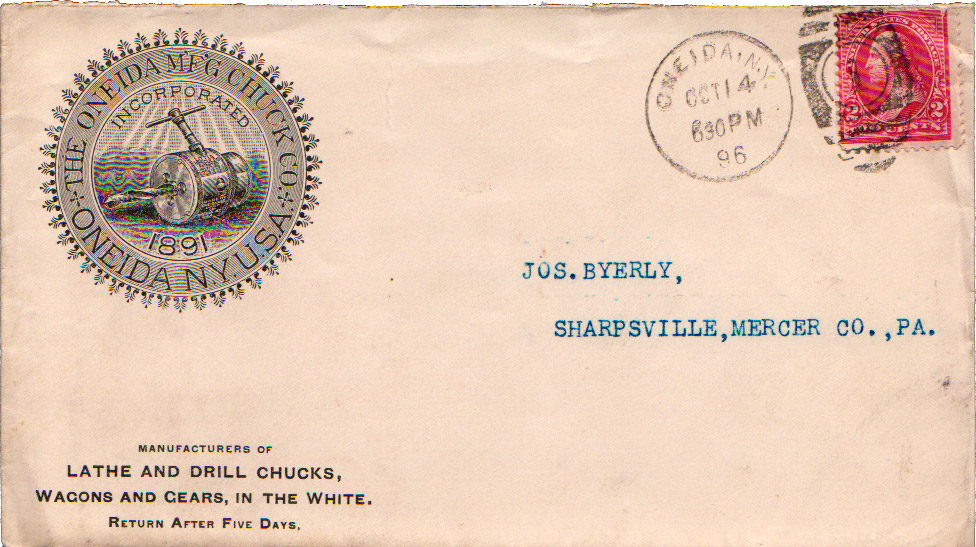 THE ONEIDA M'F'G CHUCK CO.
INCORPORATED
1891
ONEIDA N.Y. U.S.A.
ONEIDA, N.Y.
OCT 14
630PM
96
JOS.BYERLY,
SHARPSVILLE,MERCER CO.,PA.
MANUFACTURERS OF
LATHE AND DRILL CHUCKS,
WAGONS AND GEARS, IN THE WHITE.
RETURN AFTER FIVE DAYS.